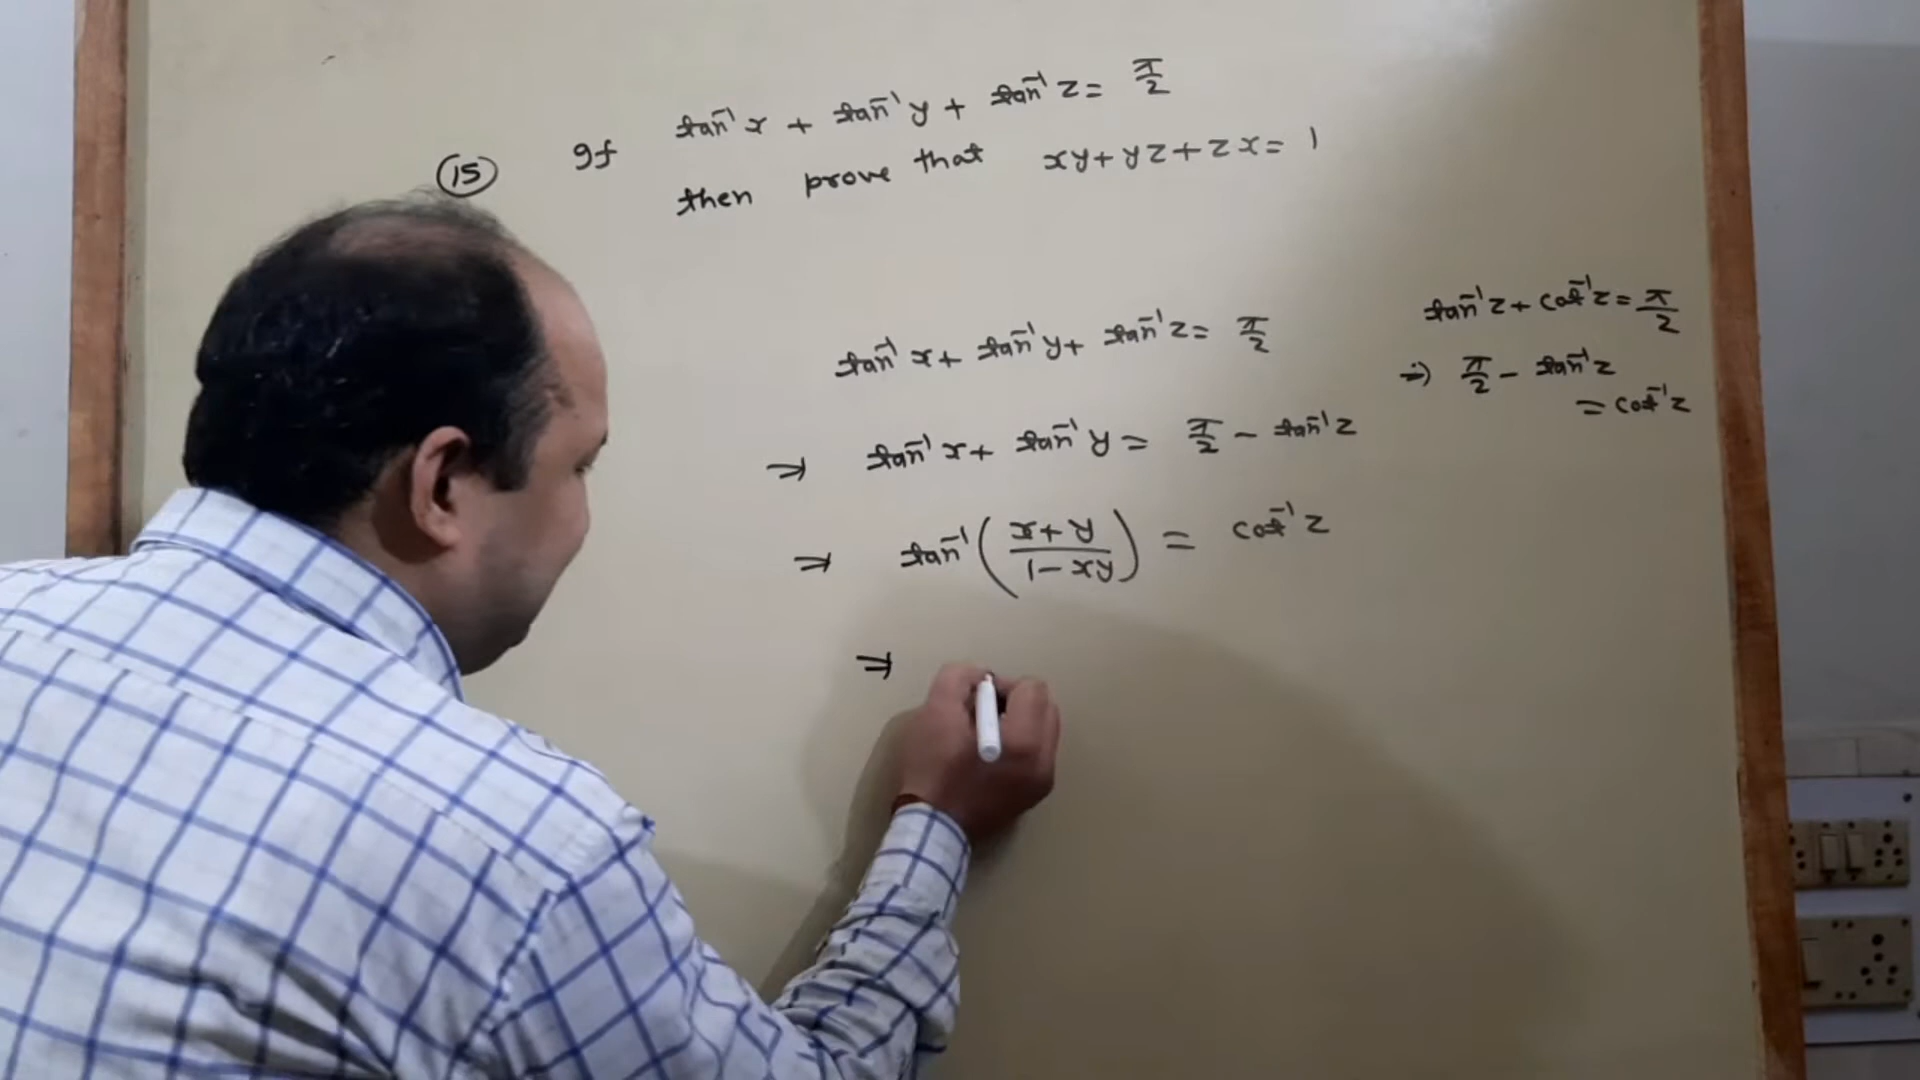 (15) If tan⁻¹x + tan⁻¹y + tan⁻¹z = π/2
then prove that xy + yz + zx = 1
tan⁻¹x + tan⁻¹y + tan⁻¹z = π/2
⇒ tan⁻¹x + tan⁻¹y = π/2 - tan⁻¹z
⇒ tan⁻¹((x+y)/(1-xy)) = cot⁻¹z
⇒
tan⁻¹z + cot⁻¹z = π/2
⇒ π/2 - tan⁻¹z
= cot⁻¹z